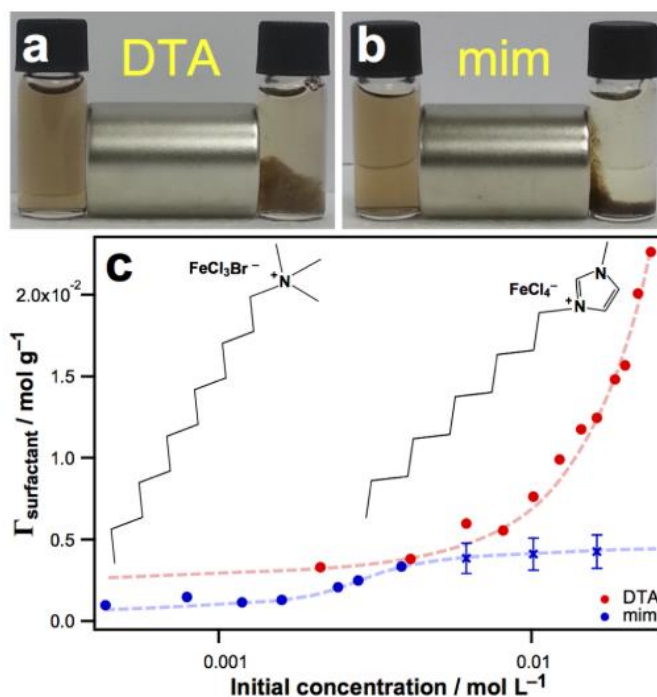 a DTA
b mim
c
FeCl₃Br⁻
N⁺
FeCl₄⁻
N
N⁺
2.0x10⁻²
1.5
1.0
0.5
0.0
Γsurfactant / mol g⁻¹
0.001
0.01
Initial concentration / mol L⁻¹
DTA
mim